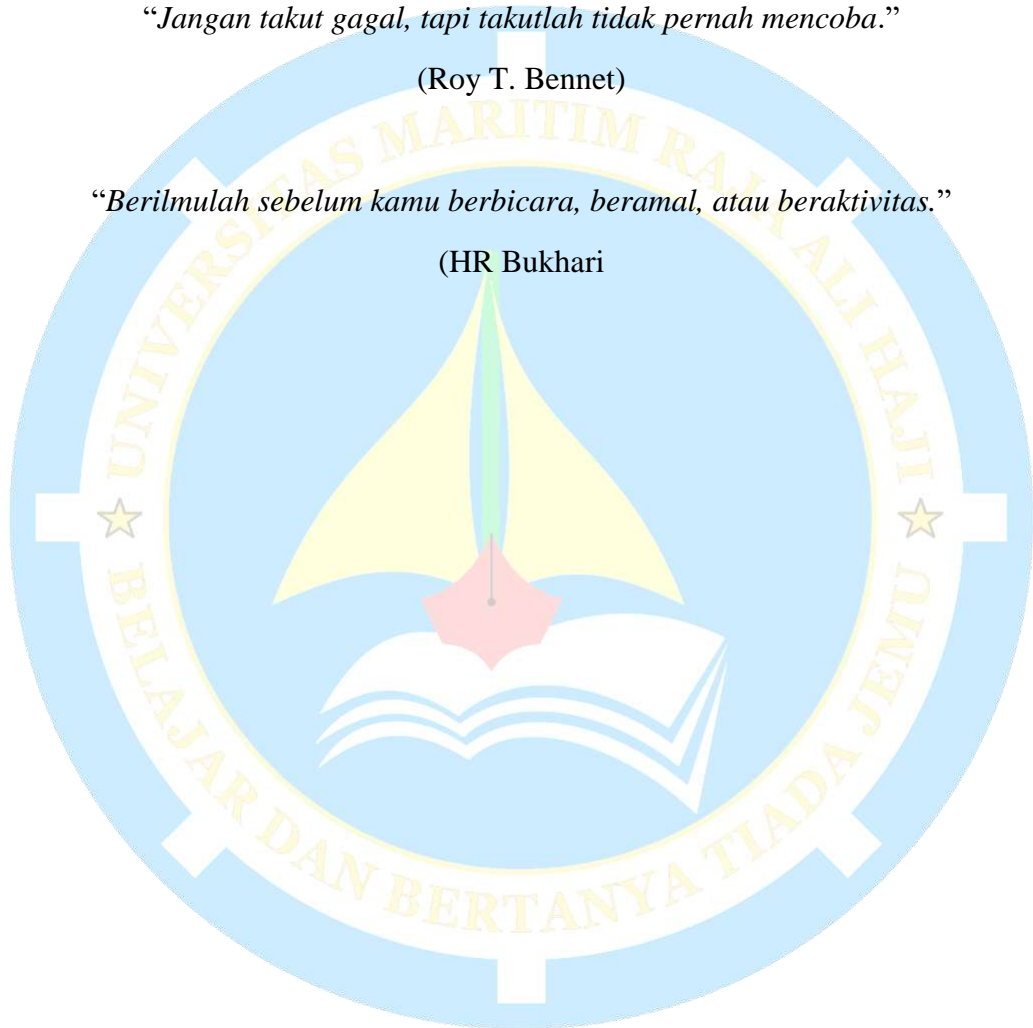 “Jangan takut gagal, tapi takutlah tidak pernah mencoba.”
(Roy T. Bennet)
“Berilmulah sebelum kamu berbicara, beramal, atau beraktivitas.”
(HR Bukhari
UNIVERSITAS MARITIM RAJA ALI HAJI
BELAJAR DAN BERTANYA TIADA JEMU